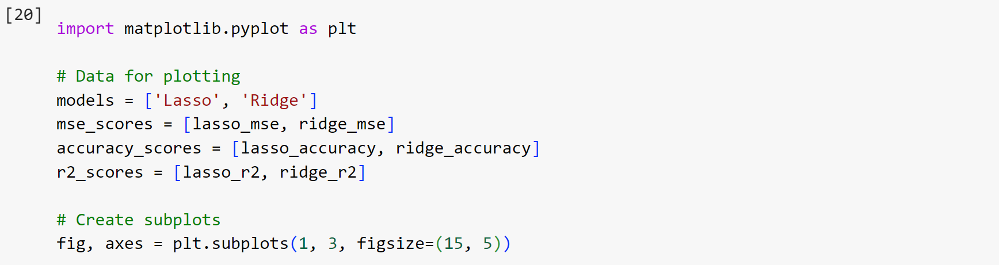 [20]
import matplotlib.pyplot as plt
# Data for plotting
models = ['Lasso', 'Ridge']
mse_scores = [lasso_mse, ridge_mse]
accuracy_scores = [lasso_accuracy, ridge_accuracy]
r2_scores = [lasso_r2, ridge_r2]
# Create subplots
fig, axes = plt.subplots(1, 3, figsize=(15, 5))